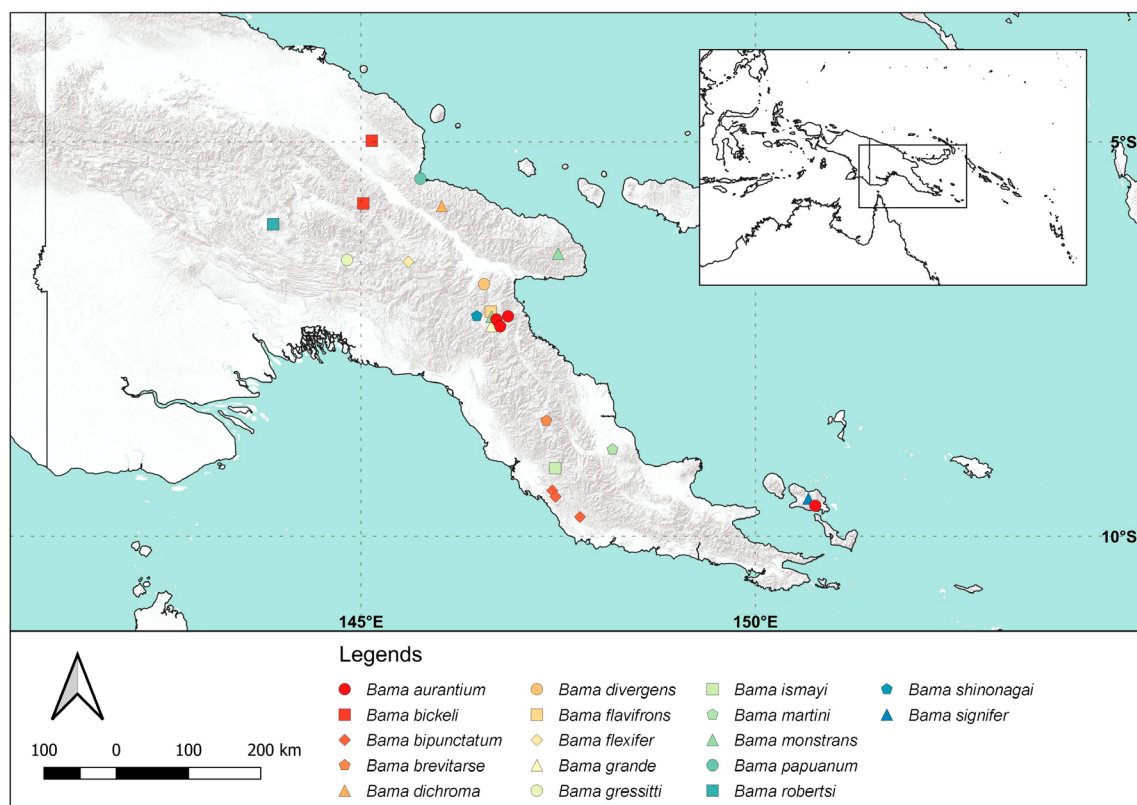 5°S
10°S
145°E
150°E
Legends
Bama aurantium
Bama bickeli
Bama bipunctatum
Bama brevitarse
Bama dichroma
Bama divergens
Bama flavifrons
Bama flexifer
Bama grande
Bama gressitti
Bama ismayi
Bama martini
Bama monstrans
Bama papuanum
Bama robertsi
Bama shinonagai
Bama signifer
100 0 100 200 km